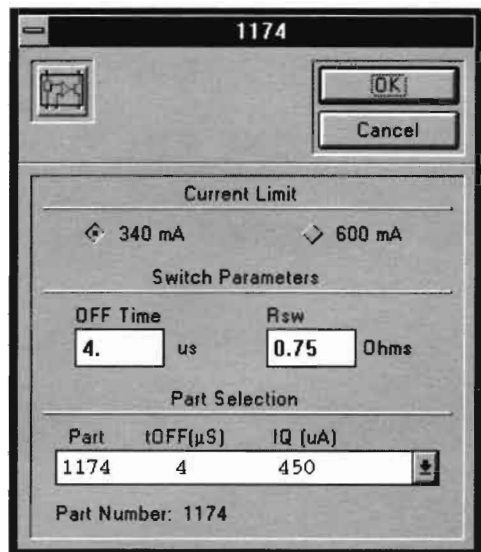 1174
OK
Cancel
Current Limit
340 mA 600 mA
Switch Parameters
OFF Time Rsw
4. us 0.75 Ohms
Part Selection
Part tOFF(µS) IQ (uA)
1174 4 450
Part Number: 1174